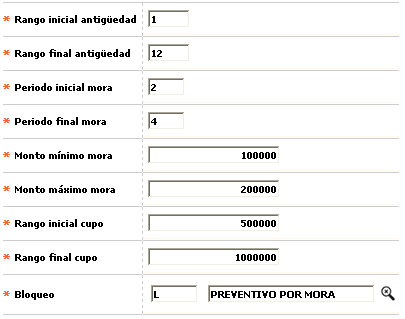 * Rango inicial antigüedad 1
* Rango final antigüedad 12
* Periodo inicial mora 2
* Periodo final mora 4
* Monto mínimo mora 100000
* Monto máximo mora 200000
* Rango inicial cupo 500000
* Rango final cupo 1000000
* Bloqueo L PREVENTIVO POR MORA